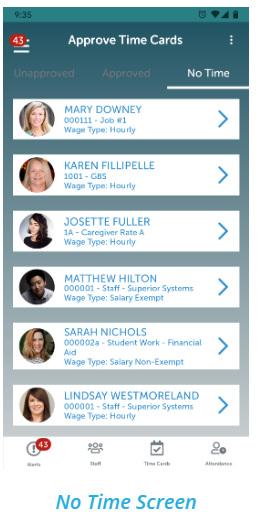 9:35
43
Approve Time Cards
Unapproved Approved No Time
MARY DOWNEY
000111 - Job #1
Wage Type: Hourly
KAREN FILLIPELLE
1001 - GBS
Wage Type: Hourly
JOSETTE FULLER
1A - Caregiver Rate A
Wage Type: Hourly
MATTHEW HILTON
000001 - Staff - Superior Systems
Wage Type: Salary Exempt
SARAH NICHOLS
000002a - Student Work - Financial
Aid
Wage Type: Salary Non-Exempt
LINDSAY WESTMORELAND
000001 - Staff - Superior Systems
Wage Type: Hourly
43
Alerts Staff Time Cards Attendance
No Time Screen